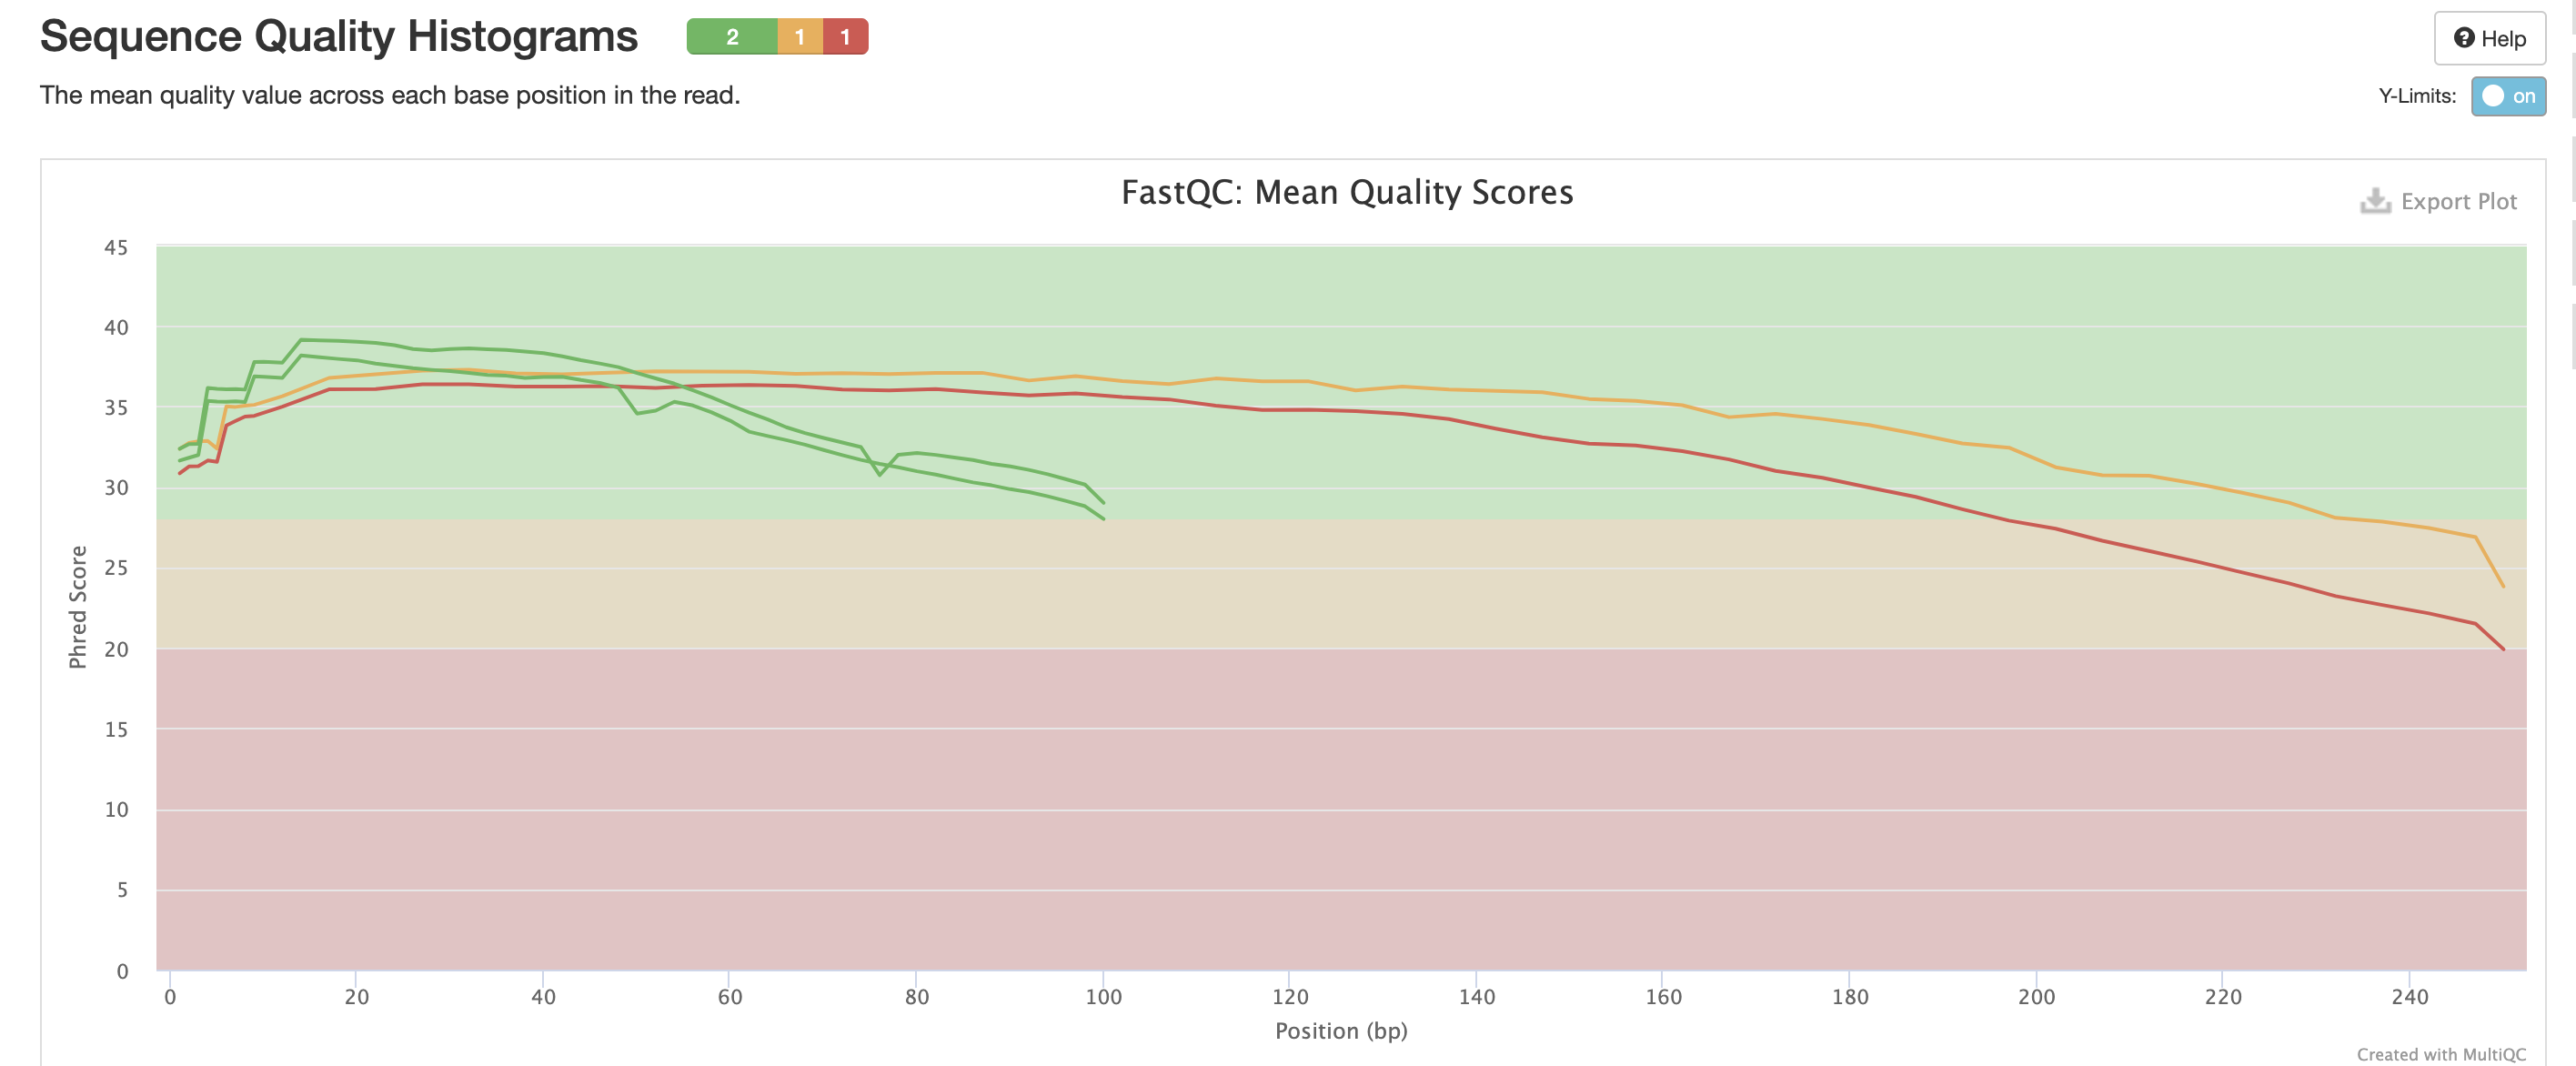 Sequence Quality Histograms 2 1 1
Help
The mean quality value across each base position in the read.
Y-Limits: on
FastQC: Mean Quality Scores
Export Plot
45
40
35
30
25
20
15
10
5
0
Phred Score
0 20 40 60 80 100 120 140 160 180 200 220 240
Position (bp)
Created with MultiQC